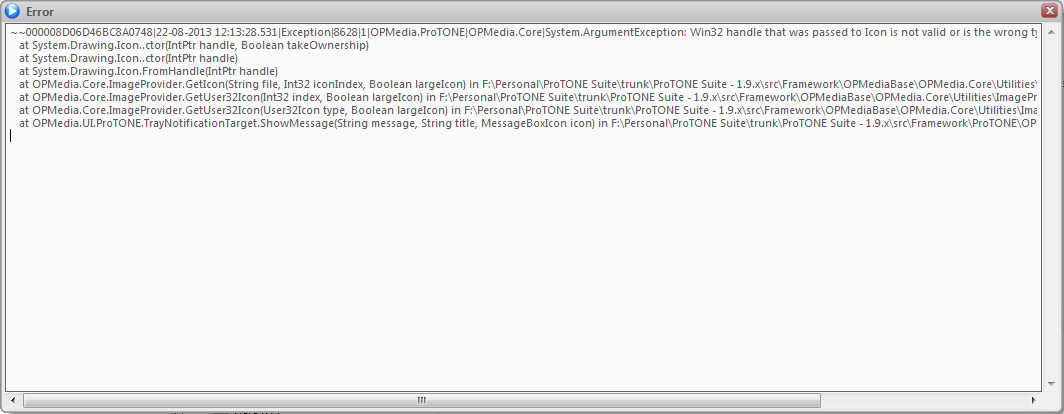 Error
~~000008D06D46BC8A0748|22-08-2013 12:13:28.531|Exception|8628|1|OPMedia.ProTONE|OPMedia.Core|System.ArgumentException: Win32 handle that was passed to Icon is not valid or is the wrong ty
at System.Drawing.Icon..ctor(IntPtr handle, Boolean takeOwnership)
at System.Drawing.Icon..ctor(IntPtr handle)
at System.Drawing.Icon.FromHandle(IntPtr handle)
at OPMedia.Core.ImageProvider.GetIcon(String file, Int32 iconIndex, Boolean largeIcon) in F:\Personal\ProTONE Suite\trunk\ProTONE Suite - 1.9.x\src\Framework\OPMediaBase\OPMedia.Core\Utilities\
at OPMedia.Core.ImageProvider.GetUser32Icon(Int32 index, Boolean largeIcon) in F:\Personal\ProTONE Suite\trunk\ProTONE Suite - 1.9.x\src\Framework\OPMediaBase\OPMedia.Core\Utilities\ImageP
at OPMedia.Core.ImageProvider.GetUser32Icon(User32Icon type, Boolean largeIcon) in F:\Personal\ProTONE Suite\trunk\ProTONE Suite - 1.9.x\src\Framework\OPMediaBase\OPMedia.Core\Utilities\Ima
at OPMedia.UI.ProTONE.TrayNotificationTarget.ShowMessage(String message, String title, MessageBoxIcon icon) in F:\Personal\ProTONE Suite\trunk\ProTONE Suite - 1.9.x\src\Framework\ProTONE\OP